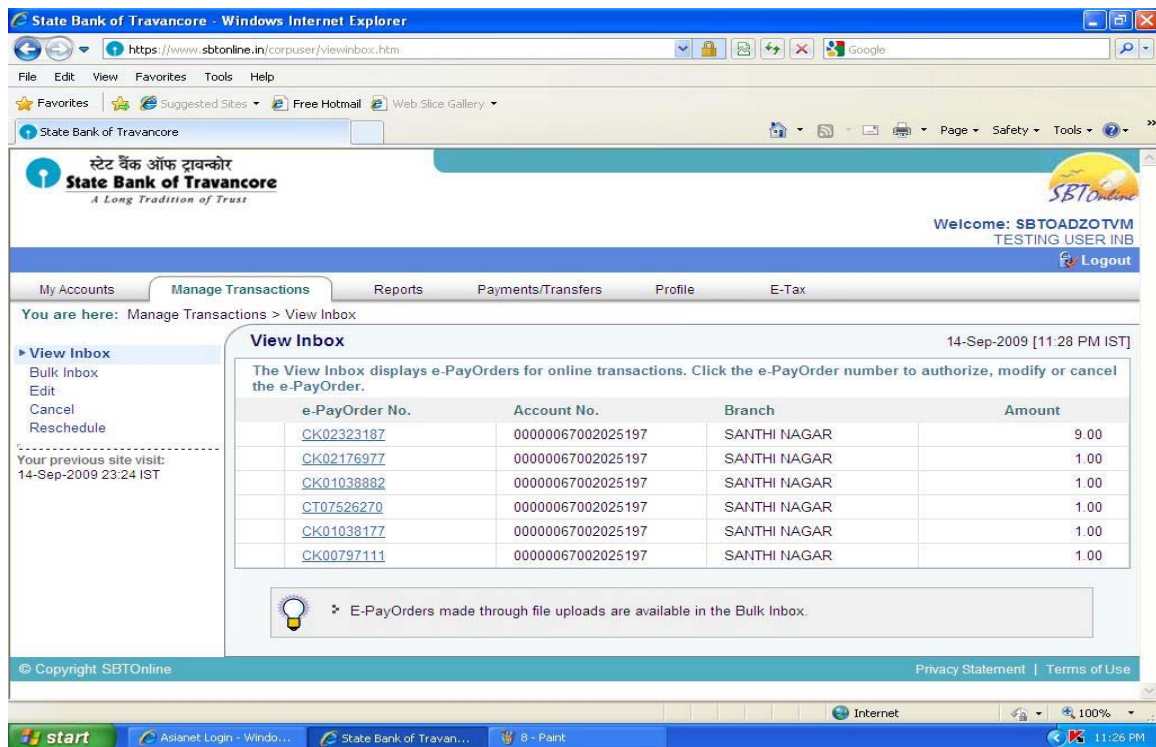 State Bank of Travancore - Windows Internet Explorer
https://www.sbtonline.in/corpuser/viewinbox.htm
Google
File Edit View Favorites Tools Help
Favorites Suggested Sites Free Hotmail Web Slice Gallery
State Bank of Travancore Page Safety Tools
स्टेट बैंक ऑफ ट्रावन्कोर
State Bank of Travancore
A Long Tradition of Trust
SBTOnline
Welcome: SBTOADZOTVM
TESTING USER INB
Logout
My Accounts Manage Transactions Reports Payments/Transfers Profile E-Tax
You are here: Manage Transactions > View Inbox
View Inbox
Bulk Inbox
Edit
Cancel
Reschedule
Your previous site visit:
14-Sep-2009 23:24 IST
View Inbox 14-Sep-2009 [11:28 PM IST]
The View Inbox displays e-PayOrders for online transactions. Click the e-PayOrder number to authorize, modify or cancel
the e-PayOrder.
e-PayOrder No. Account No. Branch Amount
CK02323187 00000067002025197 SANTHI NAGAR 9.00
CK02176977 00000067002025197 SANTHI NAGAR 1.00
CK01038882 00000067002025197 SANTHI NAGAR 1.00
CT07526270 00000067002025197 SANTHI NAGAR 1.00
CK01038177 00000067002025197 SANTHI NAGAR 1.00
CK00797111 00000067002025197 SANTHI NAGAR 1.00
E-PayOrders made through file uploads are available in the Bulk Inbox.
© Copyright SBTOnline Privacy Statement | Terms of Use
Internet 100%
start Asianet Login - Windo... State Bank of Travan... 8 - Paint 11:26 PM